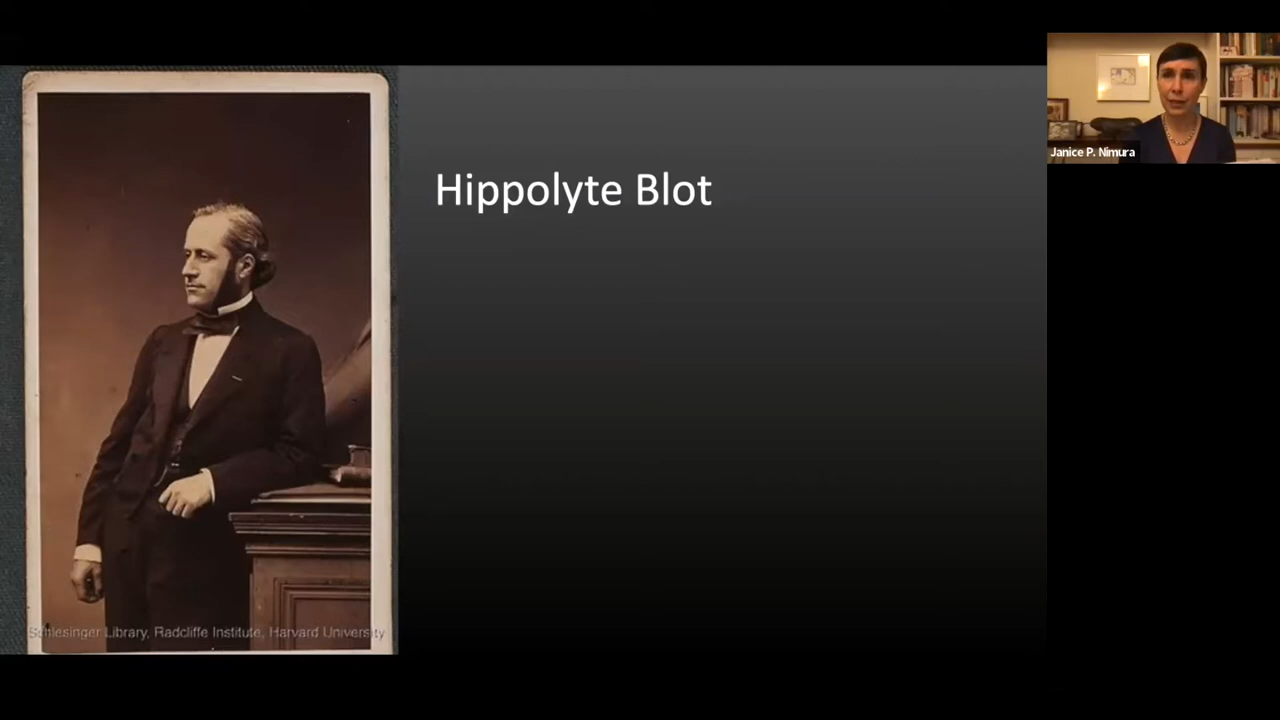 Hippolyte Blot
Janice P. Nimura
Schlesinger Library, Radcliffe Institute, Harvard University